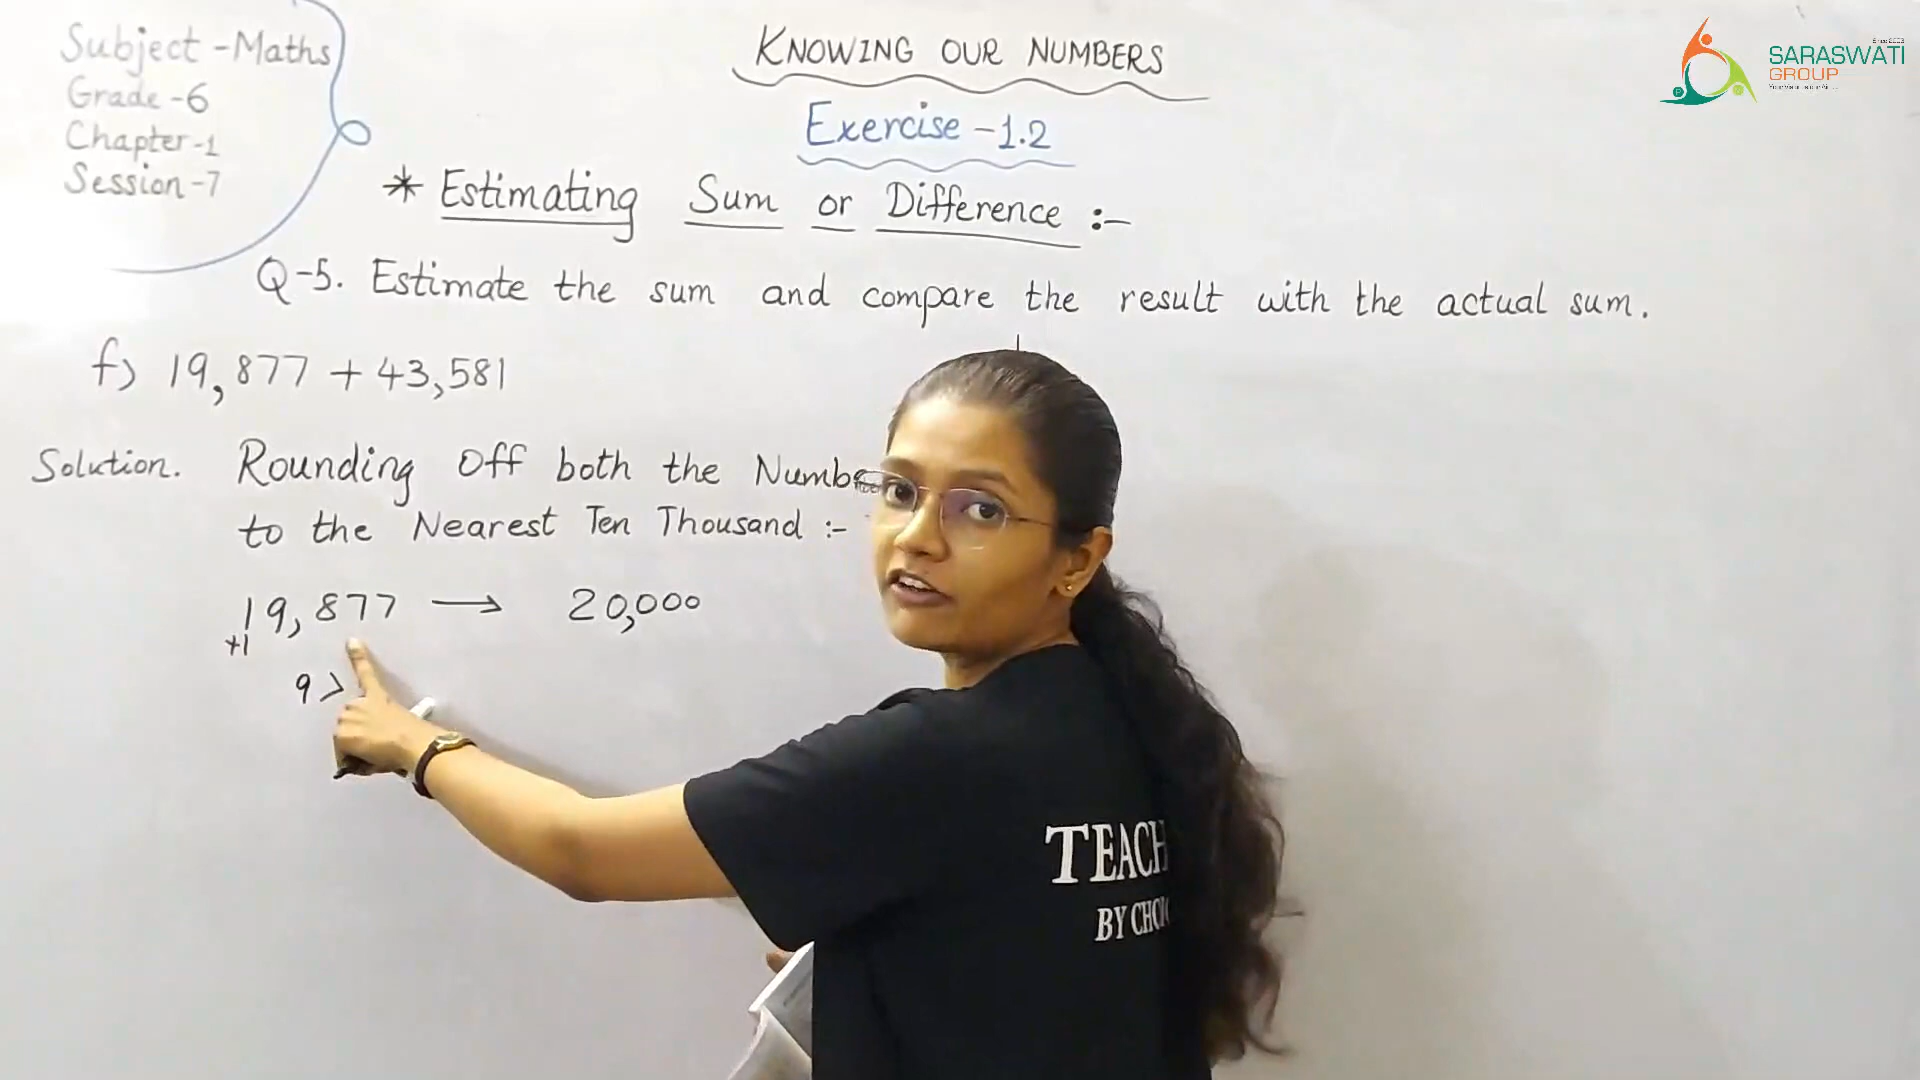 Subject - Maths
Grade - 6
Chapter - 1
Session - 7
KNOWING OUR NUMBERS
Exercise - 1.2
* Estimating Sum or Difference :-
Q-5. Estimate the sum and compare the result with the actual sum.
f) 19,877 + 43,581
Solution. Rounding Off both the
to the Nearest Ten Thousand :-
19,877 → 20,000
+1
9 >
SARASWATI
GROUP
TEACH
BY